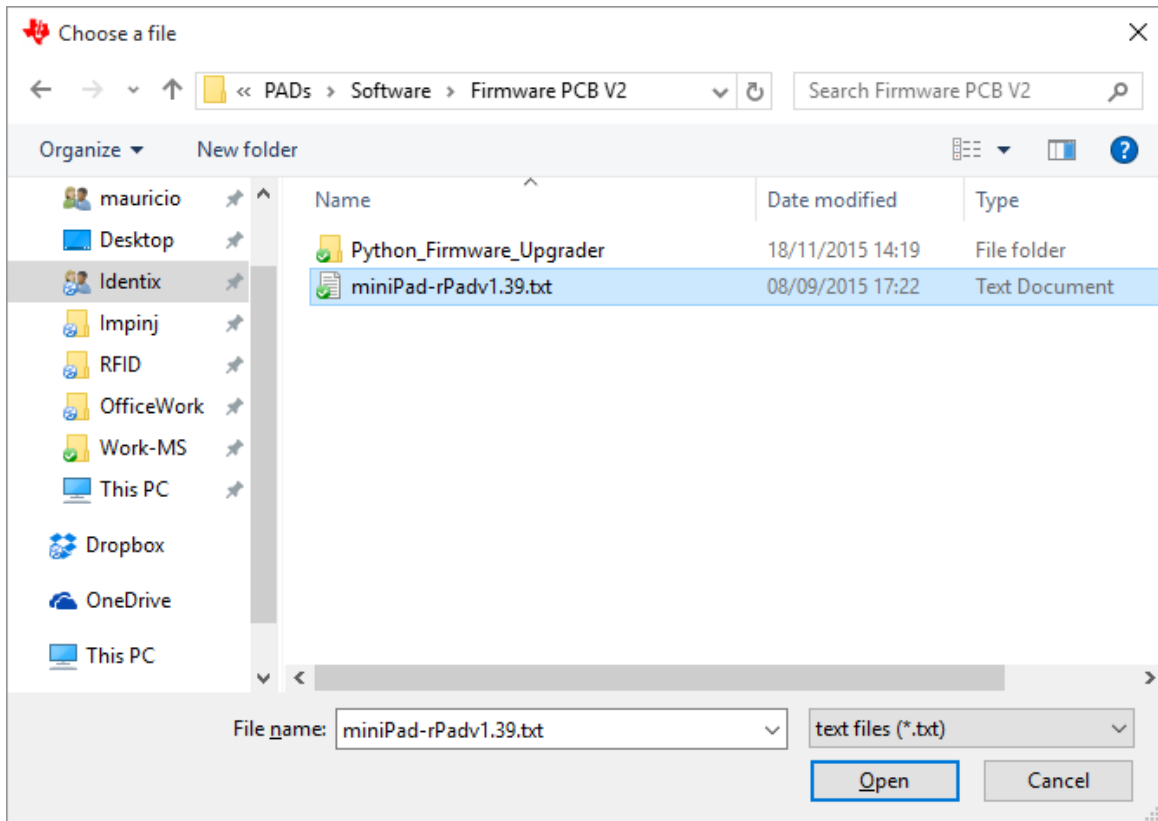 Choose a file
« PADs › Software › Firmware PCB V2
Search Firmware PCB V2
Organize
New folder
?
mauricio
Desktop
Identix
Impinj
RFID
OfficeWork
Work-MS
This PC
Dropbox
OneDrive
This PC
Name Date modified Type
Python_Firmware_Upgrader 18/11/2015 14:19 File folder
miniPad-rPadv1.39.txt 08/09/2015 17:22 Text Document
File name: miniPad-rPadv1.39.txt text files (*.txt)
Open Cancel